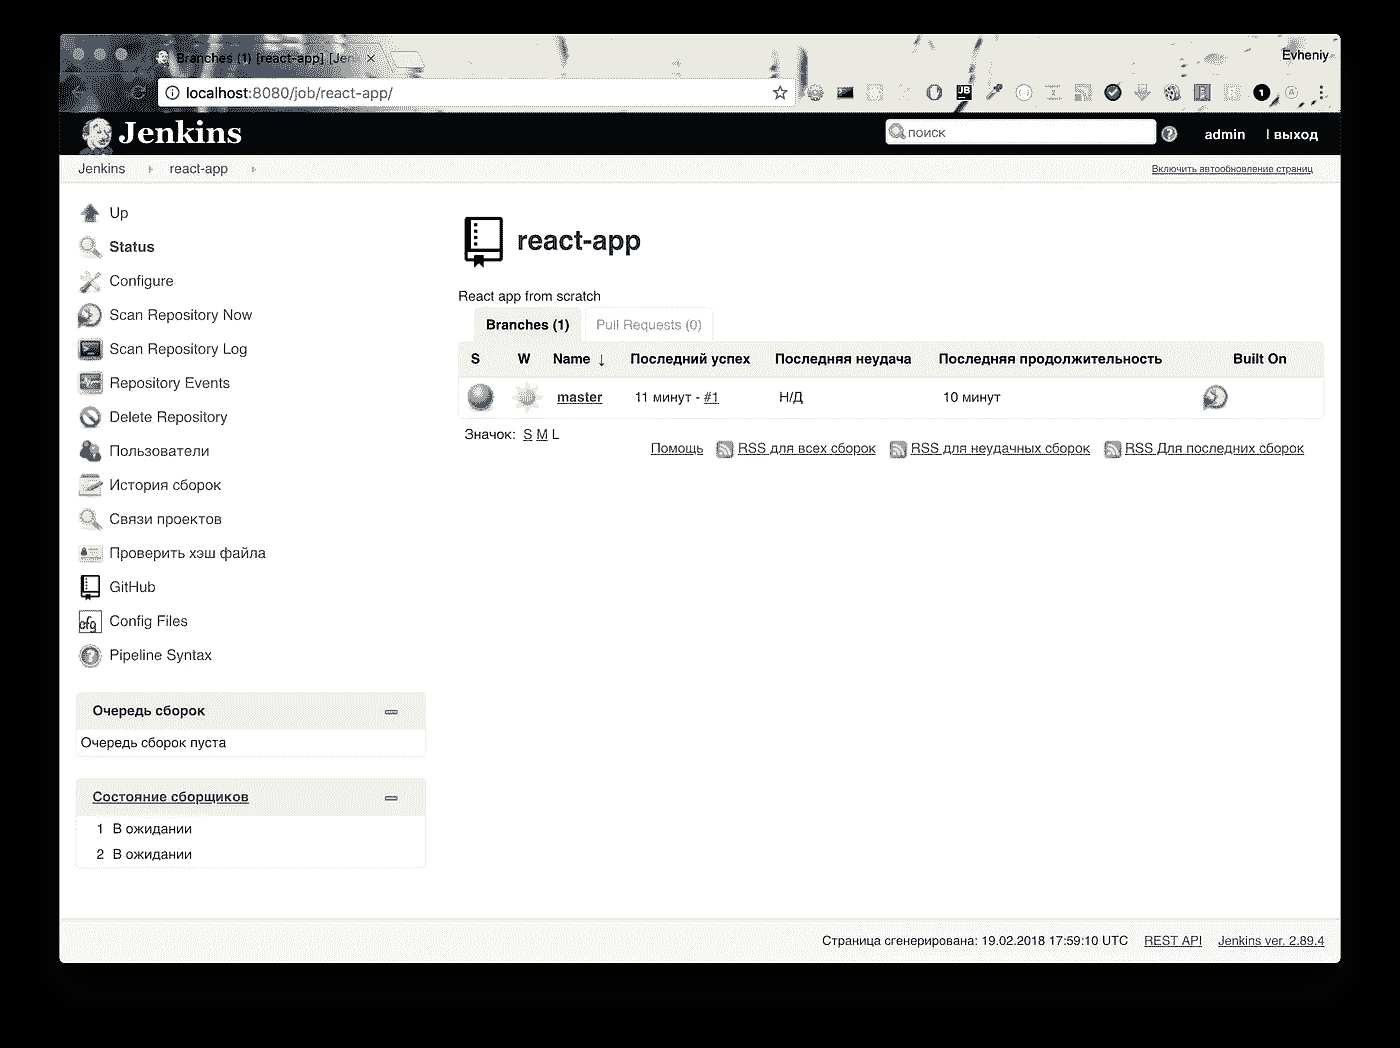 Branches (1) [react-app] [Jen
Evheniy
localhost:8080/job/react-app/
Jenkins
поиск
admin
| выход
Jenkins
react-app
Включить автообновление страниц
Up
Status
Configure
Scan Repository Now
Scan Repository Log
Repository Events
Delete Repository
Пользователи
История сборок
Связи проектов
Проверить хэш файла
GitHub
Config Files
Pipeline Syntax
Очередь сборок
Очередь сборок пуста
Состояние сборщиков
1 В ожидании
2 В ожидании
react-app
React app from scratch
Branches (1) Pull Requests (0)
S W Name ↓ Последний успех Последняя неудача Последняя продолжительность Built On
master 11 минут - #1 Н/Д 10 минут
Значок: S M L
Помощь RSS для всех сборок RSS для неудачных сборок RSS Для последних сборок
Страница сгенерирована: 19.02.2018 17:59:10 UTC REST API Jenkins ver. 2.89.4